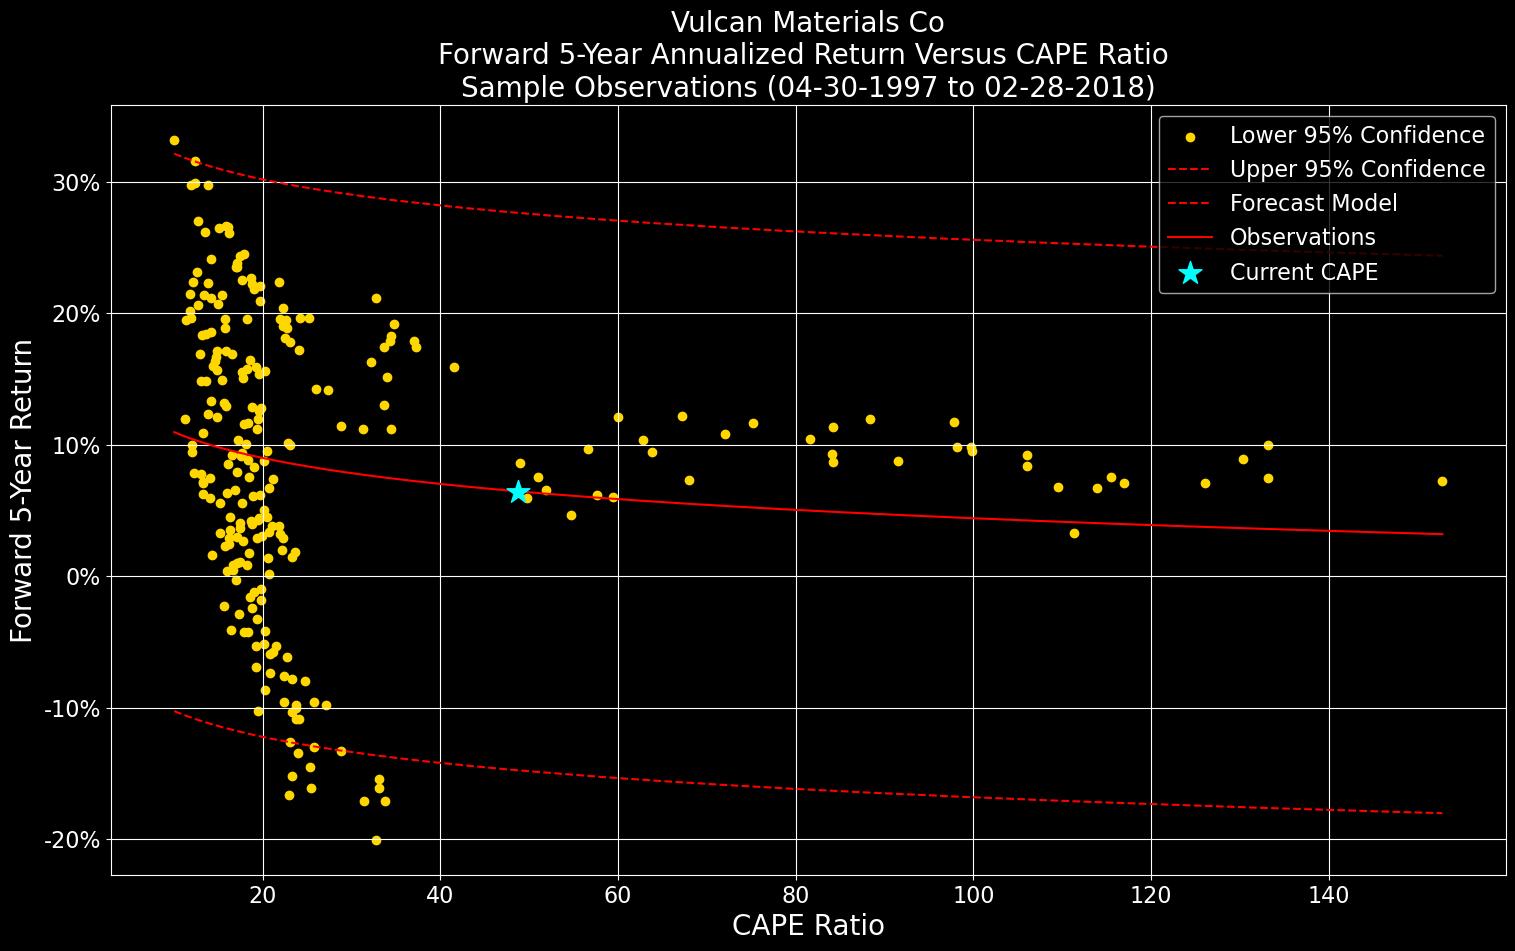 Vulcan Materials Co
Forward 5-Year Annualized Return Versus CAPE Ratio
Sample Observations (04-30-1997 to 02-28-2018)
Lower 95% Confidence
Upper 95% Confidence
Forecast Model
Observations
Current CAPE
Forward 5-Year Return
30%
20%
10%
0%
-10%
-20%
20
40
60
80
100
120
140
CAPE Ratio